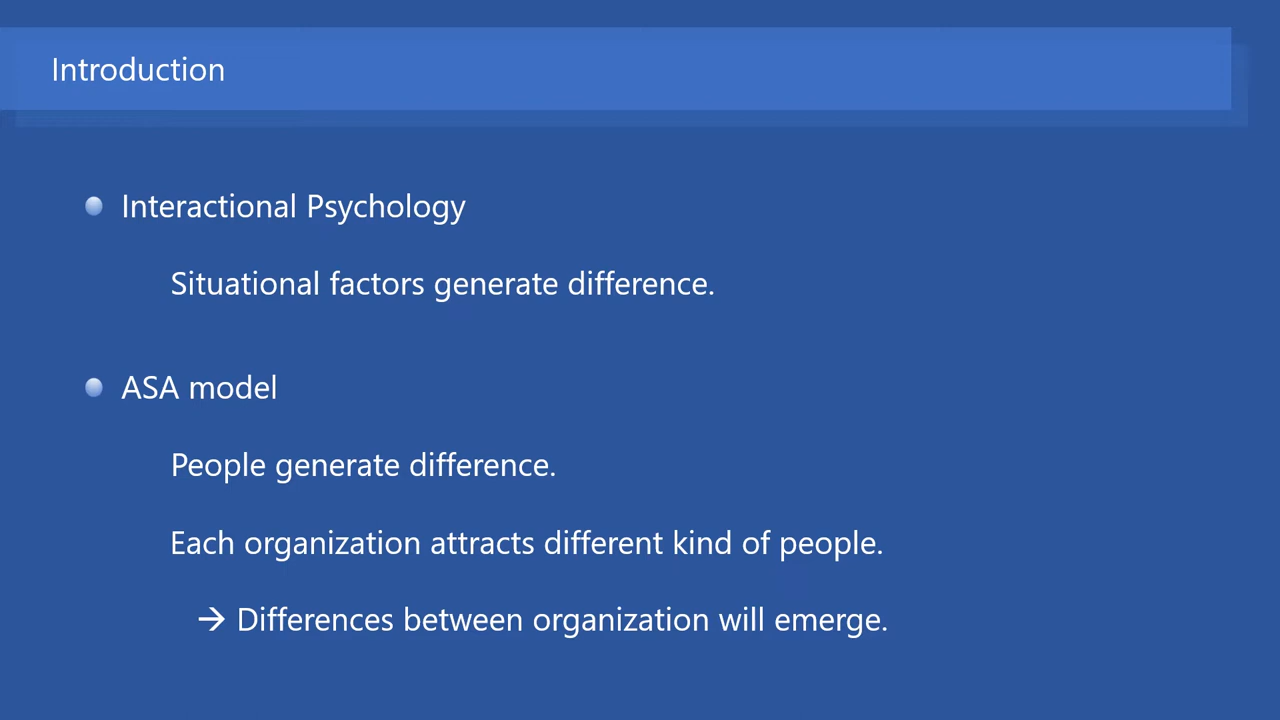 Introduction
Interactional Psychology
Situational factors generate difference.
ASA model
People generate difference.
Each organization attracts different kind of people.
→ Differences between organization will emerge.